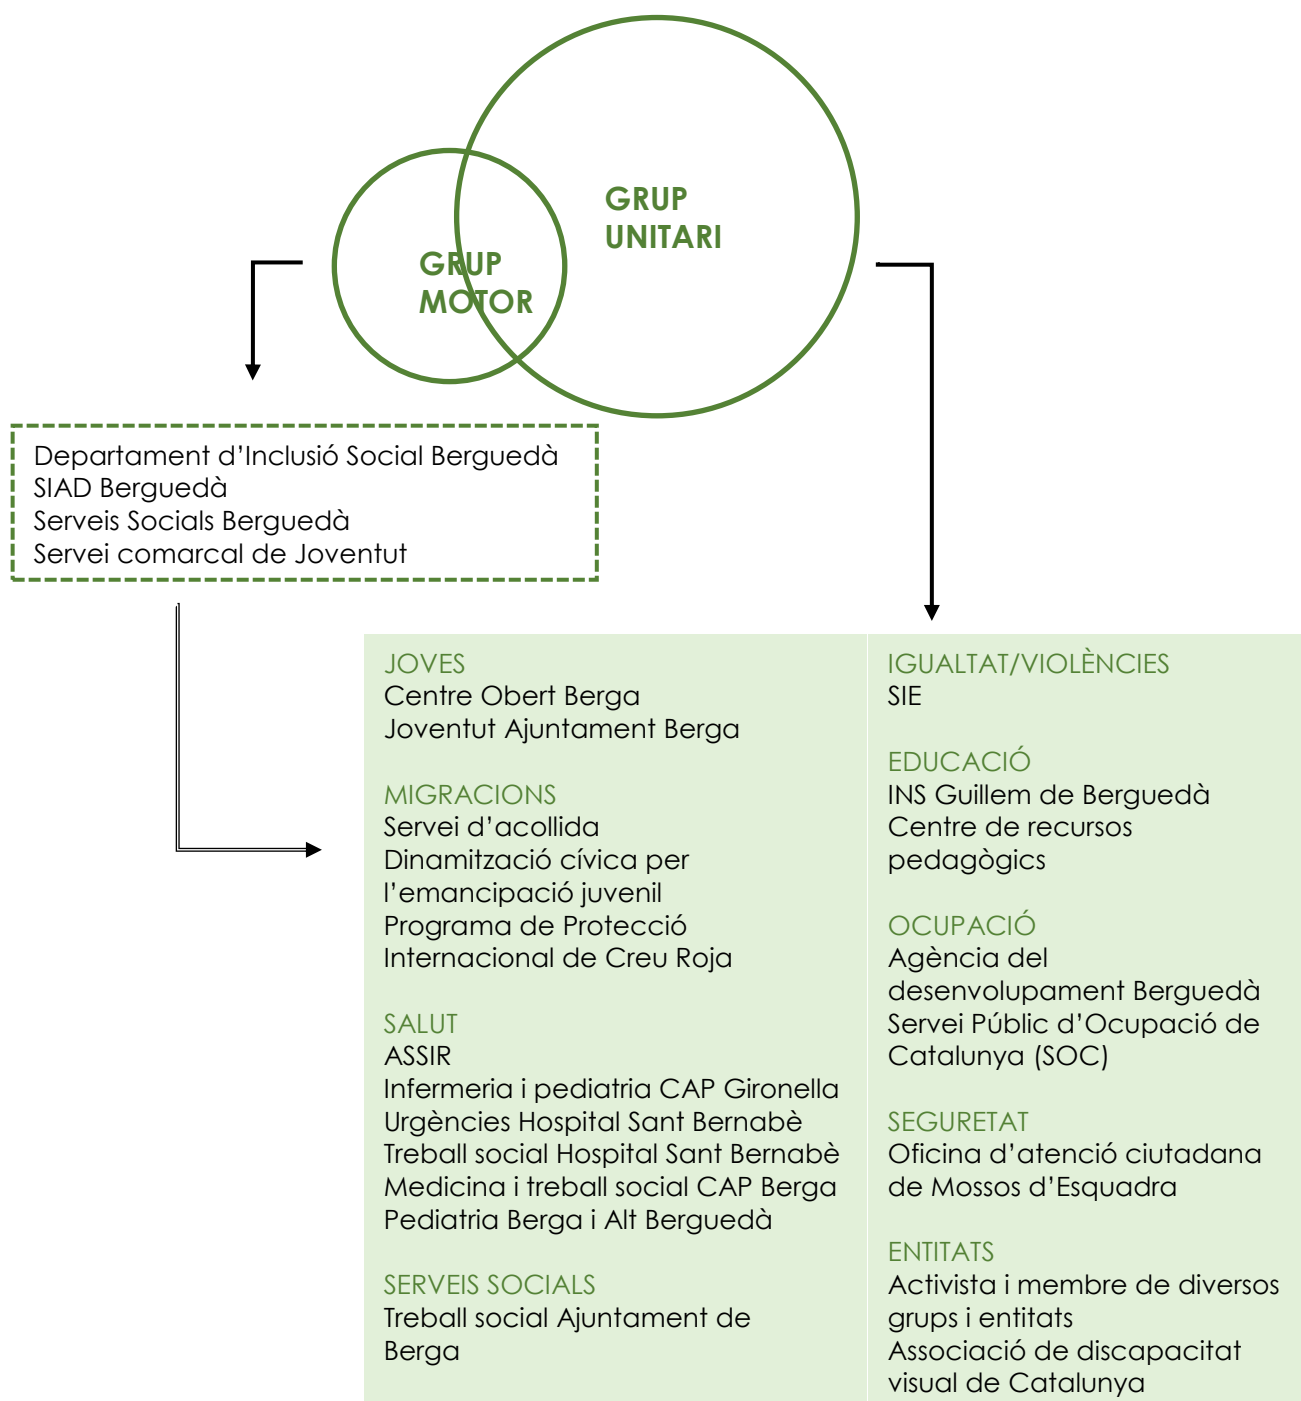 GRUP
UNITARI
GRUP
MOTOR
Departament d’Inclusió Social Berguedà
SIAD Berguedà
Serveis Socials Berguedà
Servei comarcal de Joventut
JOVES
Centre Obert Berga
Joventut Ajuntament Berga
MIGRACIONS
Servei d’acollida
Dinamització cívica per
l’emancipació juvenil
Programa de Protecció
Internacional de Creu Roja
SALUT
ASSIR
Infermeria i pediatria CAP Gironella
Urgències Hospital Sant Bernabè
Treball social Hospital Sant Bernabè
Medicina i treball social CAP Berga
Pediatria Berga i Alt Berguedà
SERVEIS SOCIALS
Treball social Ajuntament de
Berga
IGUALTAT/VIOLÈNCIES
SIE
EDUCACIÓ
INS Guillem de Berguedà
Centre de recursos
pedagògics
OCUPACIÓ
Agència del
desenvolupament Berguedà
Servei Públic d’Ocupació de
Catalunya (SOC)
SEGURETAT
Oficina d’atenció ciutadana
de Mossos d’Esquadra
ENTITATS
Activista i membre de diversos
grups i entitats
Associació de discapacitat
visual de Catalunya